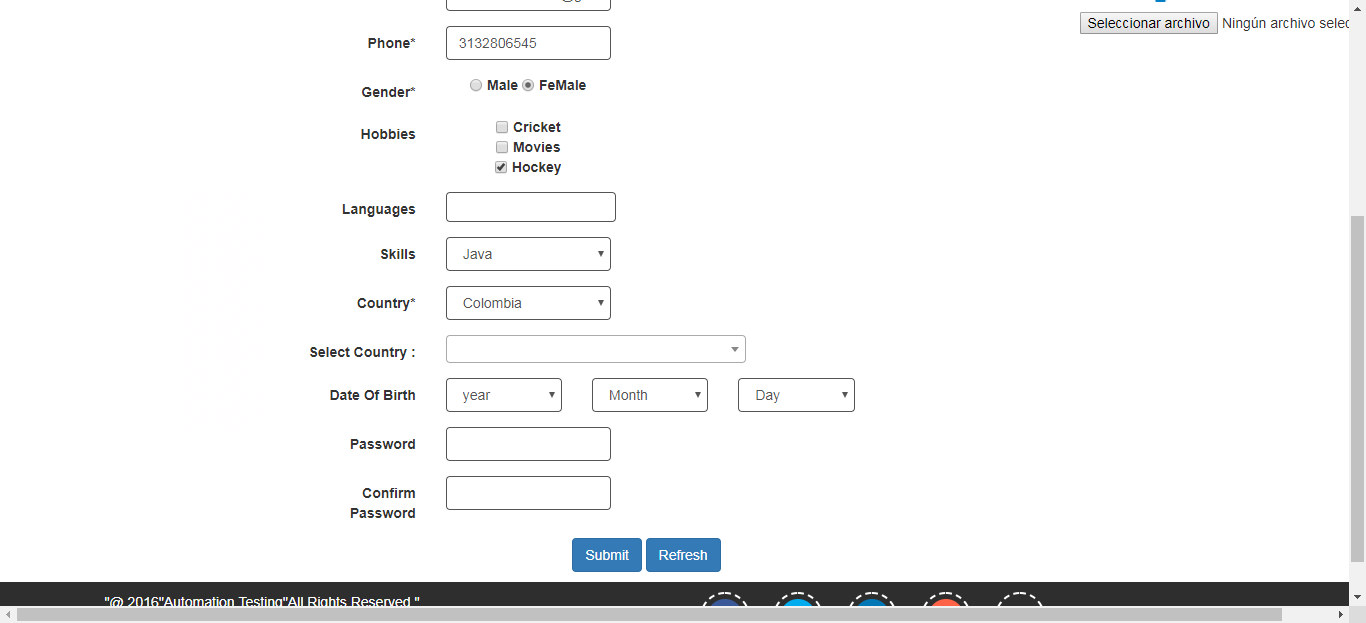 Seleccionar archivo Ningún archivo selec
Phone* 3132806545
Gender* Male FeMale
Hobbies Cricket
Movies
Hockey
Languages
Skills Java
Country* Colombia
Select Country :
Date Of Birth year Month Day
Password
Confirm
Password
Submit Refresh
"@ 2016"Automation Testing"All Rights Reserved "